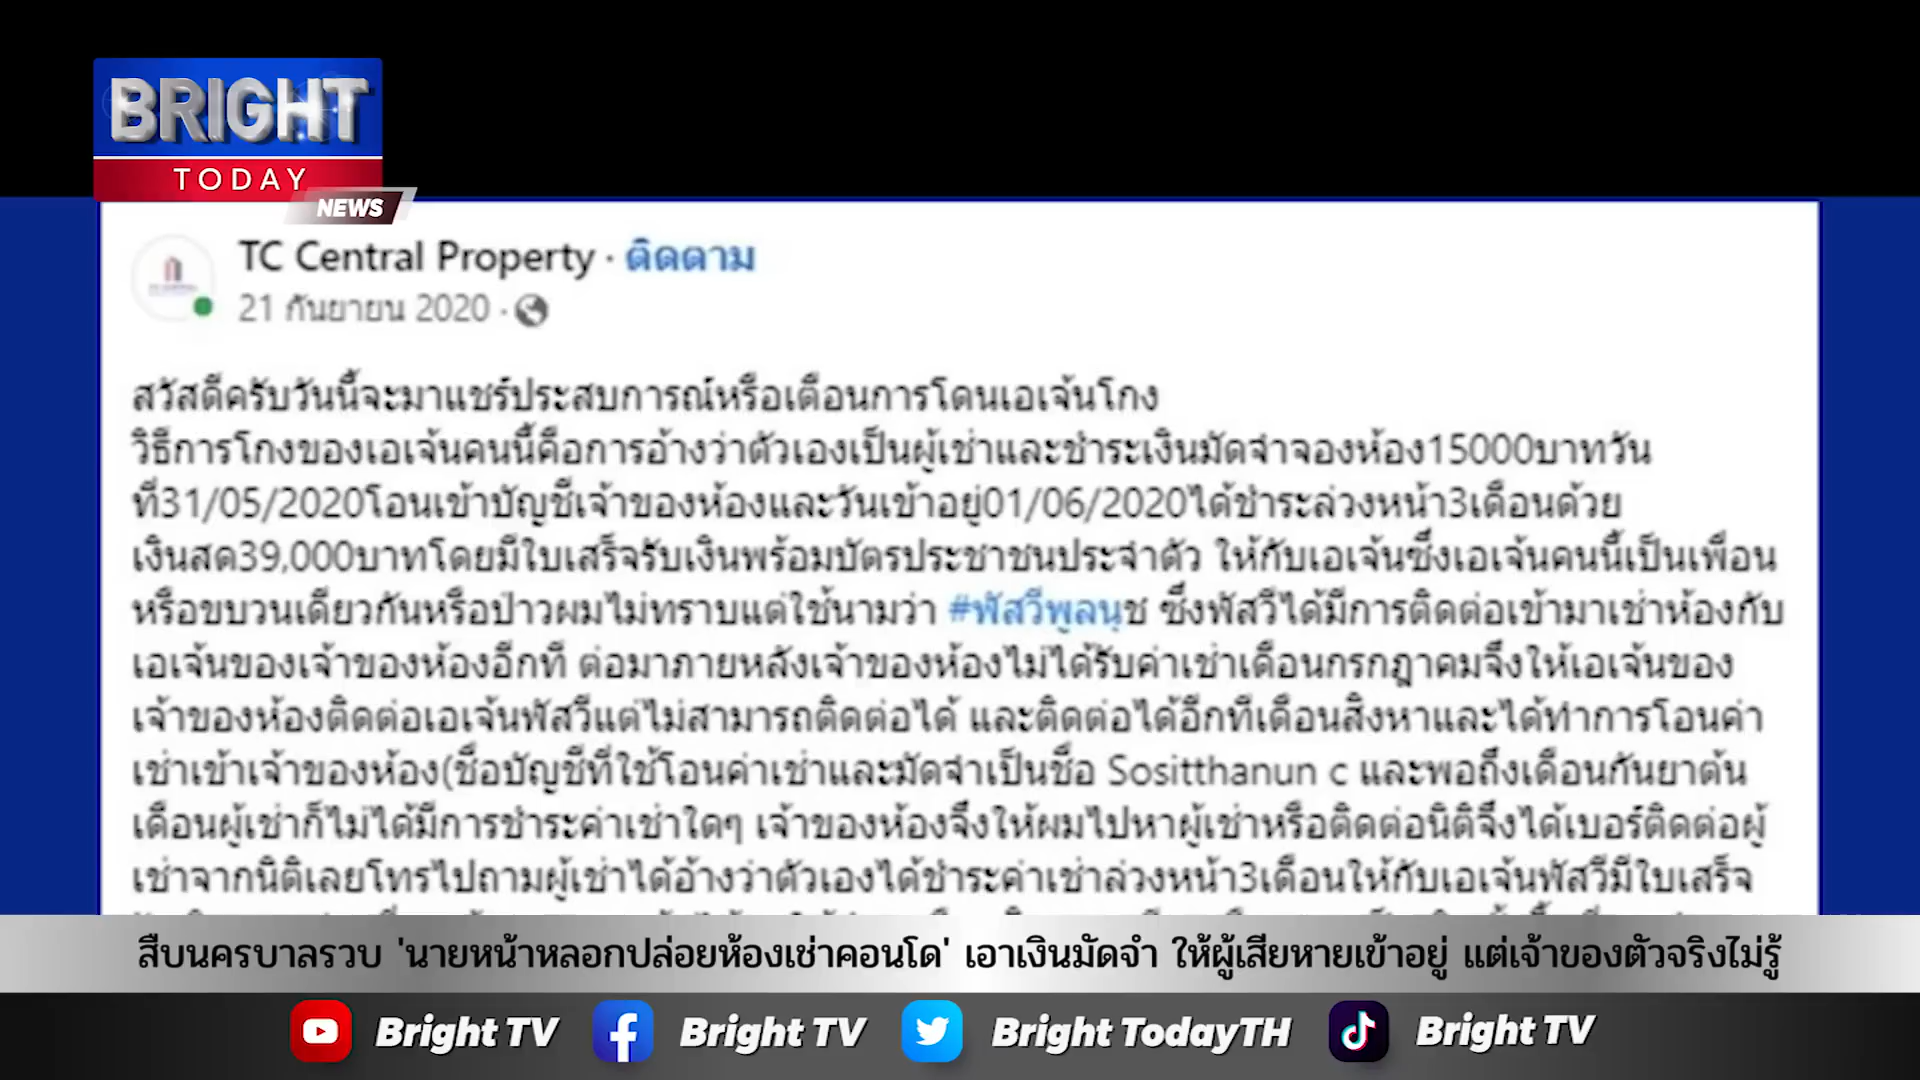 BRIGHT
TODAY
NEWS
TC Central Property · ติดตาม
21 กันยายน 2020 ·
สวัสดีครับวันนี้จะมาแชร์ประสบการณ์หรือเตือนการโดนเอเจ้นโกง
วิธีการโกงของเอเจ้นคนนี้คือการอ้างว่าตัวเองเป็นผู้เช่าและชำระเงินมัดจำจองห้อง15000บาทวัน
ที่31/05/2020โอนเข้าบัญชีเจ้าของห้องและวันเข้าอยู่01/06/2020ได้ชำระล่วงหน้า3เดือนด้วย
เงินสด39,000บาทโดยมีใบเสร็จรับเงินพร้อมบัตรประชาชนประจำตัว ให้กับเอเจ้นซึ่งเอเจ้นคนนี้เป็นเพื่อน
หรือขบวนเดียวกันหรือป่าวผมไม่ทราบแต่ใช้นามว่า #พัสวีพูลนุช ซึ่งพัสวีได้มีการติดต่อเข้ามาเช่าห้องกับ
เอเจ้นของเจ้าของห้องอีกที ต่อมาภายหลังเจ้าของห้องไม่ได้รับค่าเช่าเดือนกรกฎาคมจึงให้เอเจ้นของ
เจ้าของห้องติดต่อเอเจ้นพัสวีแต่ไม่สามารถติดต่อได้ และติดต่อได้อีกทีเดือนสิงหาและได้ทำการโอนค่า
เช่าเข้าเจ้าของห้อง(ชื่อบัญชีที่ใช้โอนค่าเช่าและมัดจำเป็นชื่อ Sositthanun c และพอถึงเดือนกันยาต้น
เดือนผู้เช่าก็ไม่ได้มีการชำระค่าเช่าใดๆ เจ้าของห้องจึงให้ผมไปหาผู้เช่าหรือติดต่อนิติจึงได้เบอร์ติดต่อผู้
เช่าจากนิติเลยโทรไปถามผู้เช่าได้อ้างว่าตัวเองได้ชำระค่าเช่าล่วงหน้า3เดือนให้กับเอเจ้นพัสวีมีใบเสร็จ
สืบนครบาลรวบ 'นายหน้าหลอกปล่อยห้องเช่าคอนโด' เอาเงินมัดจำ ให้ผู้เสียหายเข้าอยู่ แต่เจ้าของตัวจริงไม่รู้
Bright TV Bright TV Bright TodayTH Bright TV